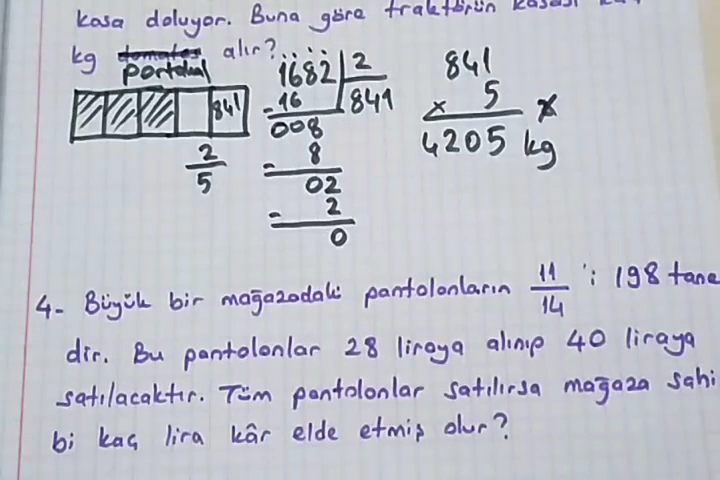 kasa doluyor. Buna göre traktörün kasası
kg alır?
portakal
841
2
5
1682 2
841
-16
008
- 8
02
- 2
0
841
x 5
4205 kg
4- Büyük bir mağazadaki pantolonların 11/14 'i 198 tane
dir. Bu pantolonlar 28 liraya alınıp 40 liraya
satılacaktır. Tüm pantolonlar satılırsa mağaza sahi
bi kaç lira kâr elde etmiş olur?